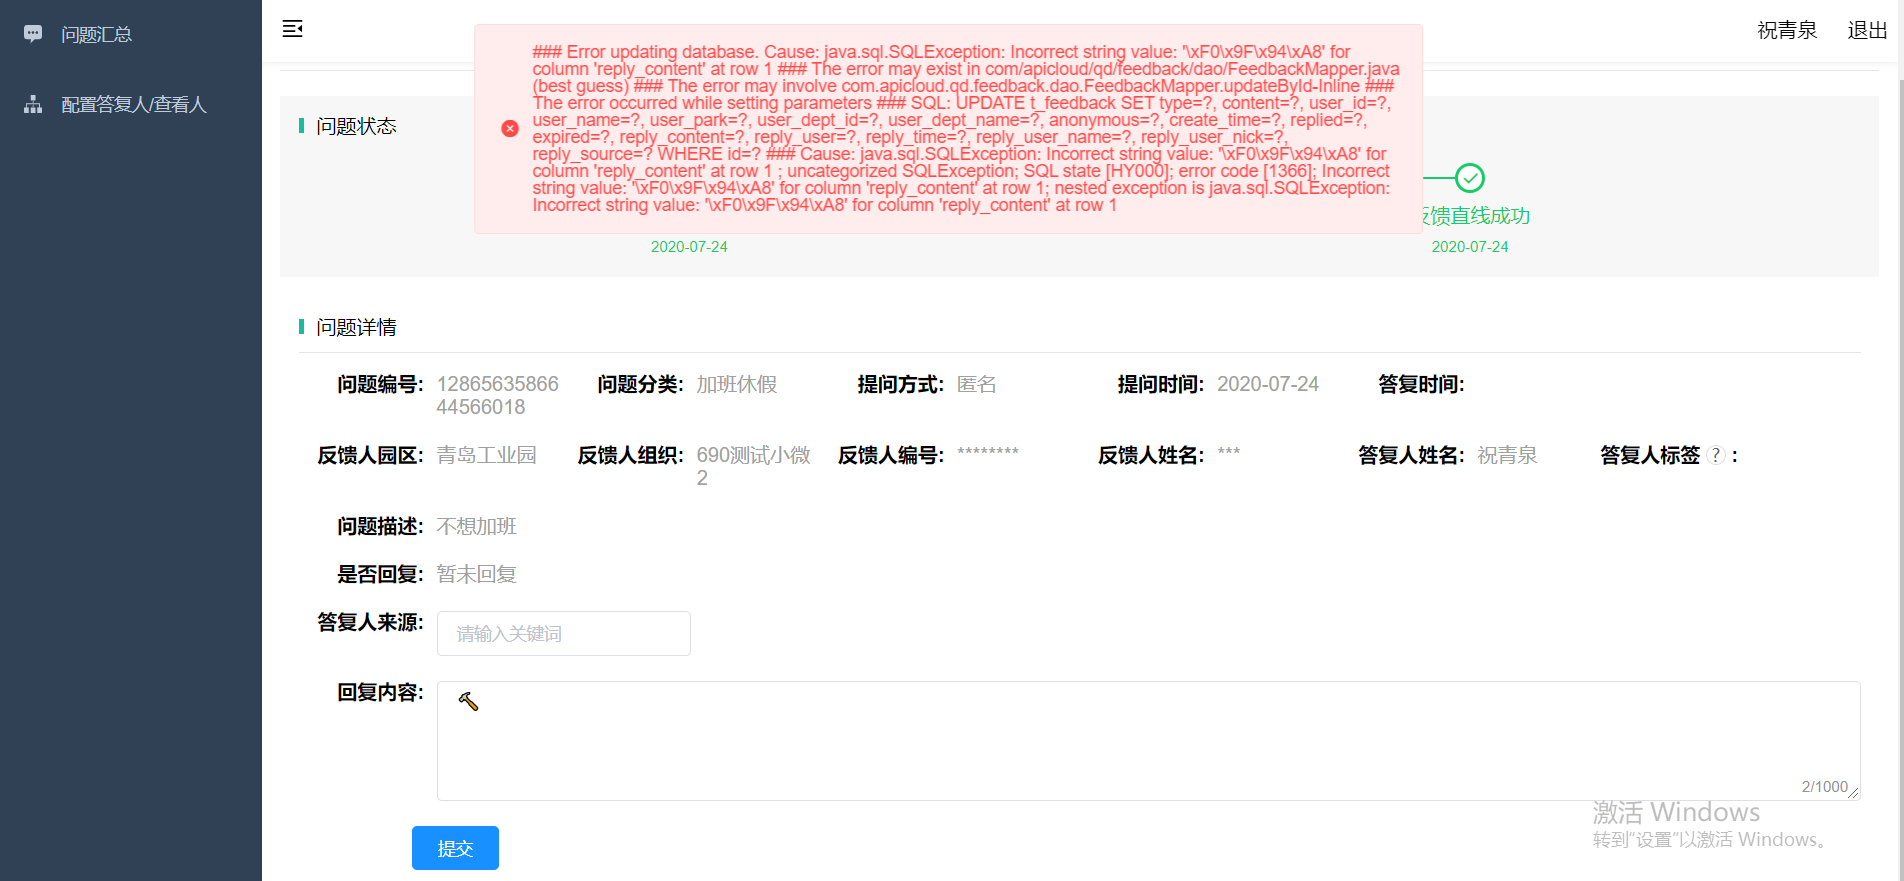 问题汇总
配置答复人/查看人
祝青泉 退出
### Error updating database. Cause: java.sql.SQLException: Incorrect string value: '\xF0\x9F\x94\xA8' for
column 'reply_content' at row 1 ### The error may exist in com/apicloud/qd/feedback/dao/FeedbackMapper.java
(best guess) ### The error may involve com.apicloud.qd.feedback.dao.FeedbackMapper.updateById-Inline ###
The error occurred while setting parameters ### SQL: UPDATE t_feedback SET type=?, content=?, user_id=?,
user_name=?, user_park=?, user_dept_id=?, user_dept_name=?, anonymous=?, create_time=?, replied=?,
expired=?, reply_content=?, reply_user=?, reply_time=?, reply_user_name=?, reply_user_nick=?,
reply_source=? WHERE id=? ### Cause: java.sql.SQLException: Incorrect string value: '\xF0\x9F\x94\xA8' for
column 'reply_content' at row 1 ; uncategorized SQLException; SQL state [HY000]; error code [1366]; Incorrect
string value: '\xF0\x9F\x94\xA8' for column 'reply_content' at row 1; nested exception is java.sql.SQLException:
Incorrect string value: '\xF0\x9F\x94\xA8' for column 'reply_content' at row 1
问题状态
反馈直线成功
2020-07-24 2020-07-24
问题详情
问题编号: 12865635866 问题分类: 加班休假 提问方式: 匿名 提问时间: 2020-07-24 答复时间:
44566018
反馈人园区: 青岛工业园 反馈人组织: 690测试小微 反馈人编号: ******** 反馈人姓名: *** 答复人姓名: 祝青泉 答复人标签 ? :
2
问题描述: 不想加班
是否回复: 暂未回复
答复人来源: 请输入关键词
回复内容: 🔨
2/1000
提交
激活 Windows
转到“设置”以激活 Windows。